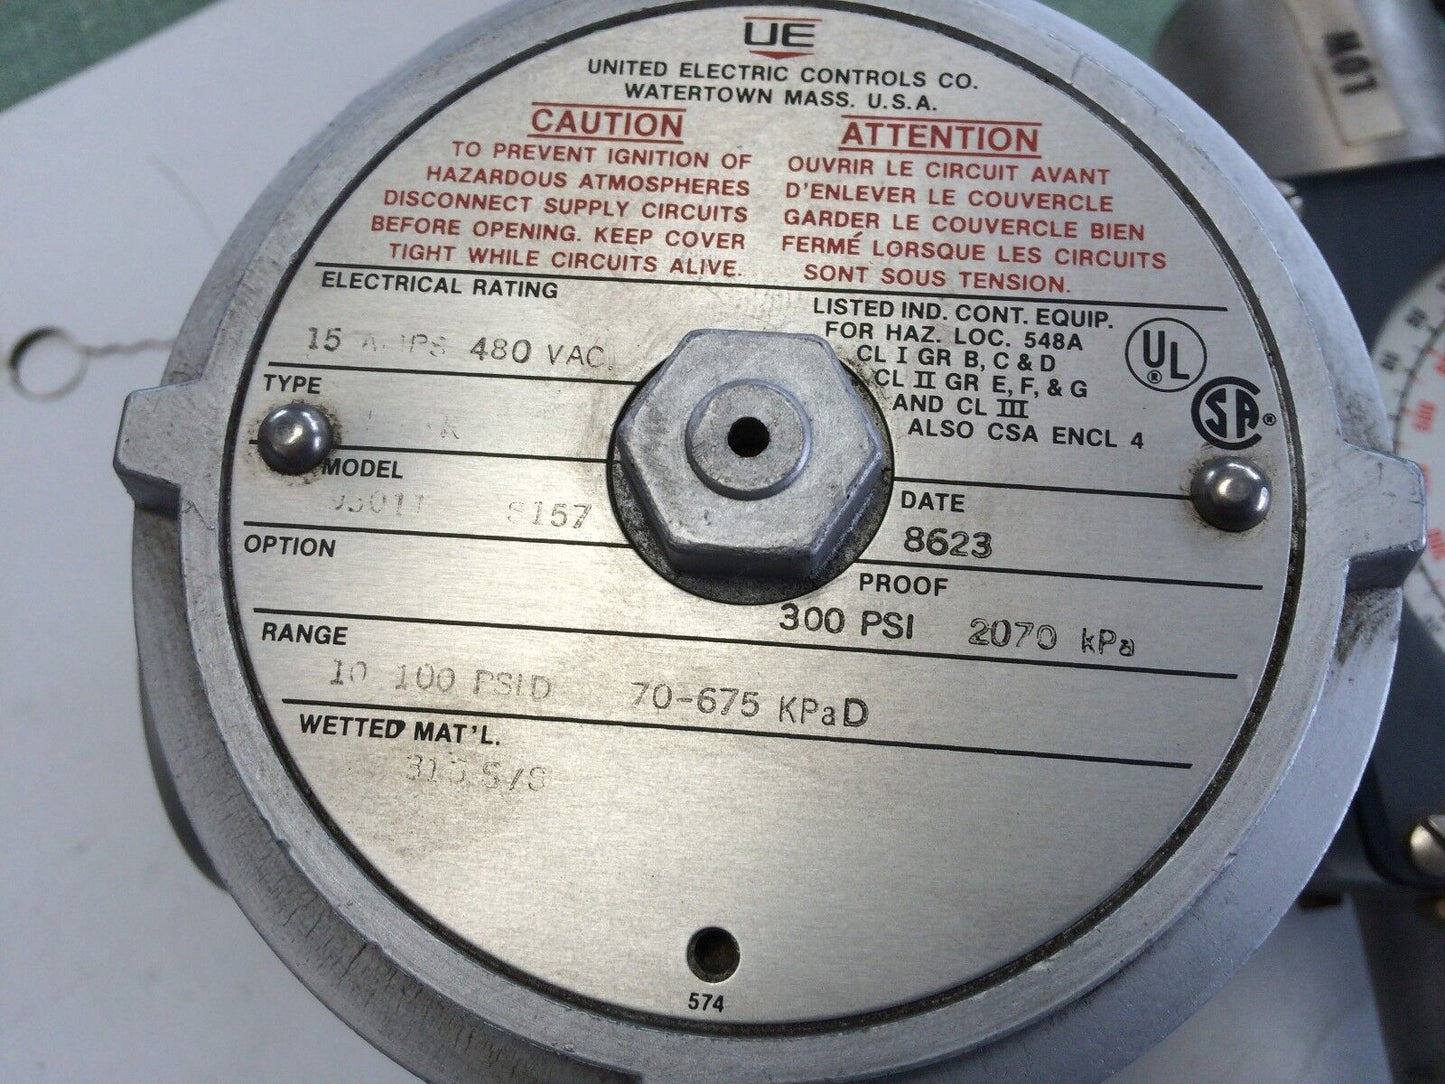 UE
UNITED ELECTRIC CONTROLS CO.
WATERTOWN MASS. U.S.A.
CAUTION
TO PREVENT IGNITION OF
HAZARDOUS ATMOSPHERES
DISCONNECT SUPPLY CIRCUITS
BEFORE OPENING. KEEP COVER
TIGHT WHILE CIRCUITS ALIVE.
ATTENTION
OUVRIR LE CIRCUIT AVANT
D'ENLEVER LE COUVERCLE
GARDER LE COUVERCLE BIEN
FERMÉ LORSQUE LES CIRCUITS
SONT SOUS TENSION.
ELECTRICAL RATING
15 AMPS 480 VAC.
LISTED IND. CONT. EQUIP.
FOR HAZ. LOC. 548A
CL I GR B, C & D
CL II GR E, F, & G
AND CL III
ALSO CSA ENCL 4
UL ®
SA ®
TYPE
MODEL
8157
DATE
8623
OPTION
PROOF
300 PSI 2070 kPa
RANGE
10 100 PSID 70-675 KPaD
WETTED MAT'L.
316 S/S
574
LOW